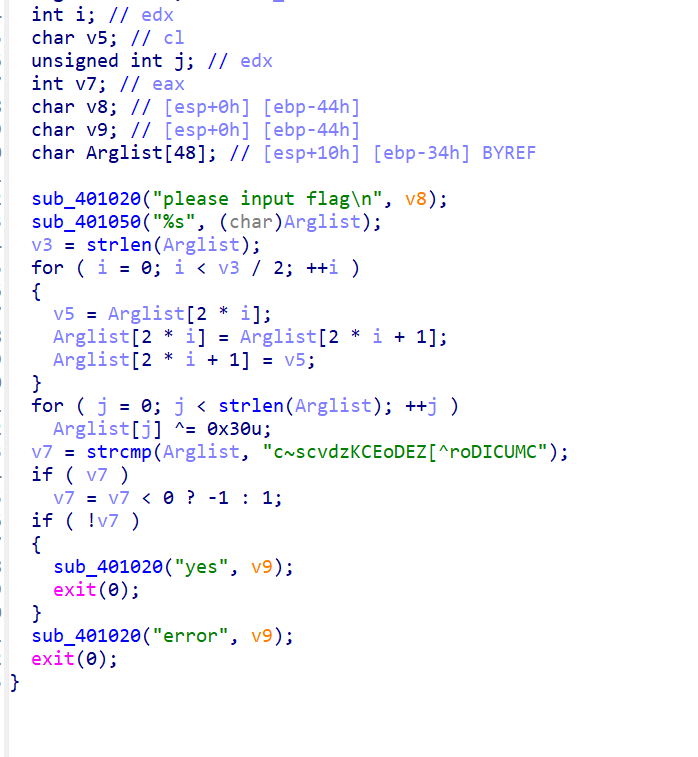 int i; // edx
char v5; // cl
unsigned int j; // edx
int v7; // eax
char v8; // [esp+0h] [ebp-44h]
char v9; // [esp+0h] [ebp-44h]
char Arglist[48]; // [esp+10h] [ebp-34h] BYREF
sub_401020("please input flag\n", v8);
sub_401050("%s", (char)Arglist);
v3 = strlen(Arglist);
for ( i = 0; i < v3 / 2; ++i )
{
v5 = Arglist[2 * i];
Arglist[2 * i] = Arglist[2 * i + 1];
Arglist[2 * i + 1] = v5;
}
for ( j = 0; j < strlen(Arglist); ++j )
Arglist[j] ^= 0x30u;
v7 = strcmp(Arglist, "c~scvdzKCEoDEZ[^roDICUMC");
if ( v7 )
v7 = v7 < 0 ? -1 : 1;
if ( !v7 )
{
sub_401020("yes", v9);
exit(0);
}
sub_401020("error", v9);
exit(0);
}